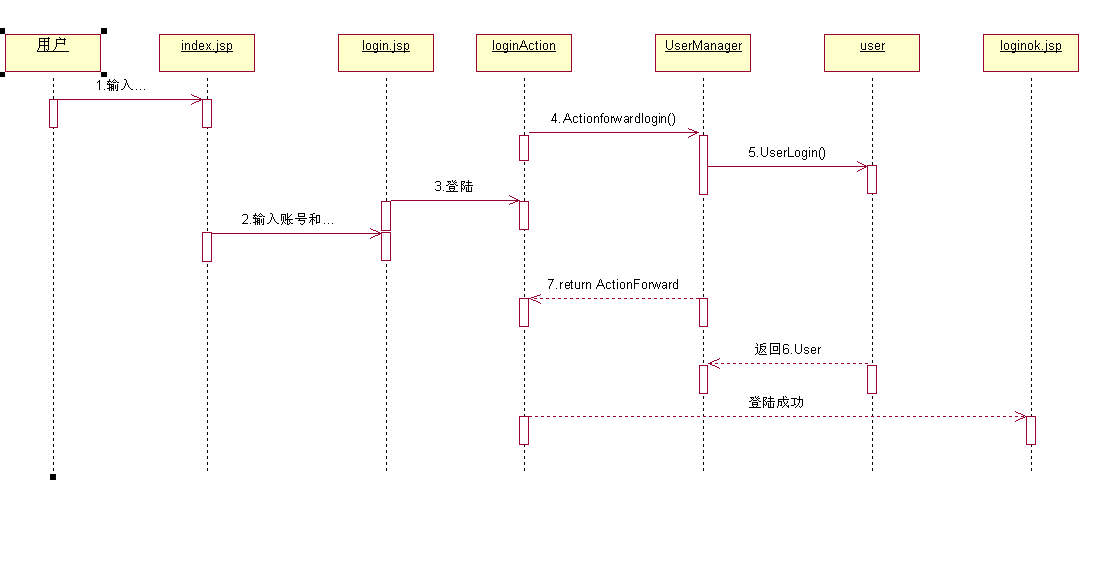 用户
index.jsp
login.jsp
loginAction
UserManager
user
loginok.jsp
1.输入...
4.Actionforwardlogin()
5.UserLogin()
3.登陆
2.输入账号和...
7.return ActionForward
返回6.User
登陆成功